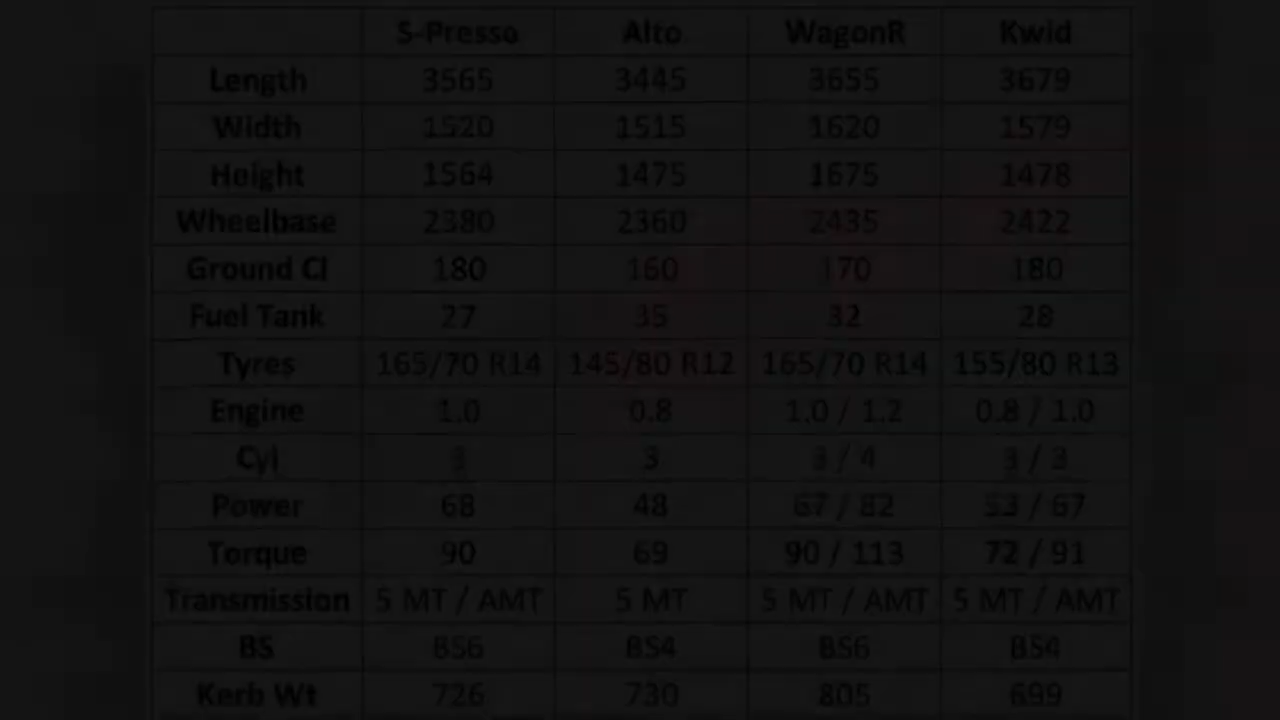 S-Presso Alto WagonR Kwid
Length 3565 3445 3655 3679
Width 1520 1515 1620 1579
Height 1564 1475 1675 1478
Wheelbase 2380 2360 2435 2422
Ground Cl 180 160 170 180
Fuel Tank 27 35 32 28
Tyres 165/70 R14 145/80 R12 165/70 R14 155/80 R13
Engine 1.0 0.8 1.0 / 1.2 0.8 / 1.0
Cyl 3 3 3 / 4 3 / 3
Power 68 48 67 / 82 53 / 67
Torque 90 69 90 / 113 72 / 91
Transmission 5 MT / AMT 5 MT 5 MT / AMT 5 MT / AMT
BS BS6 BS4 BS6 BS4
Kerb Wt 726 730 805 699